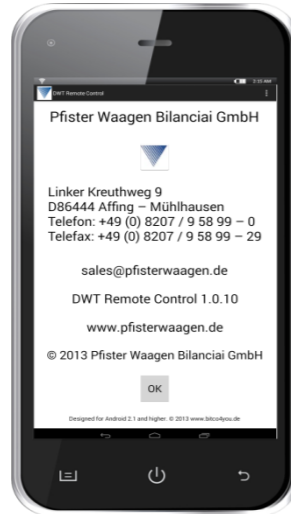 2:35 AM
DWT Remote Control
Pfister Waagen Bilanciai GmbH
Linker Kreuthweg 9
D86444 Affing – Mühlhausen
Telefon: +49 (0) 8207 / 9 58 99 – 0
Telefax: +49 (0) 8207 / 9 58 99 – 29
sales@pfisterwaagen.de
DWT Remote Control 1.0.10
www.pfisterwaagen.de
© 2013 Pfister Waagen Bilanciai GmbH
OK
Designed for Android 2.1 and higher. © 2013 www.bitco4you.de